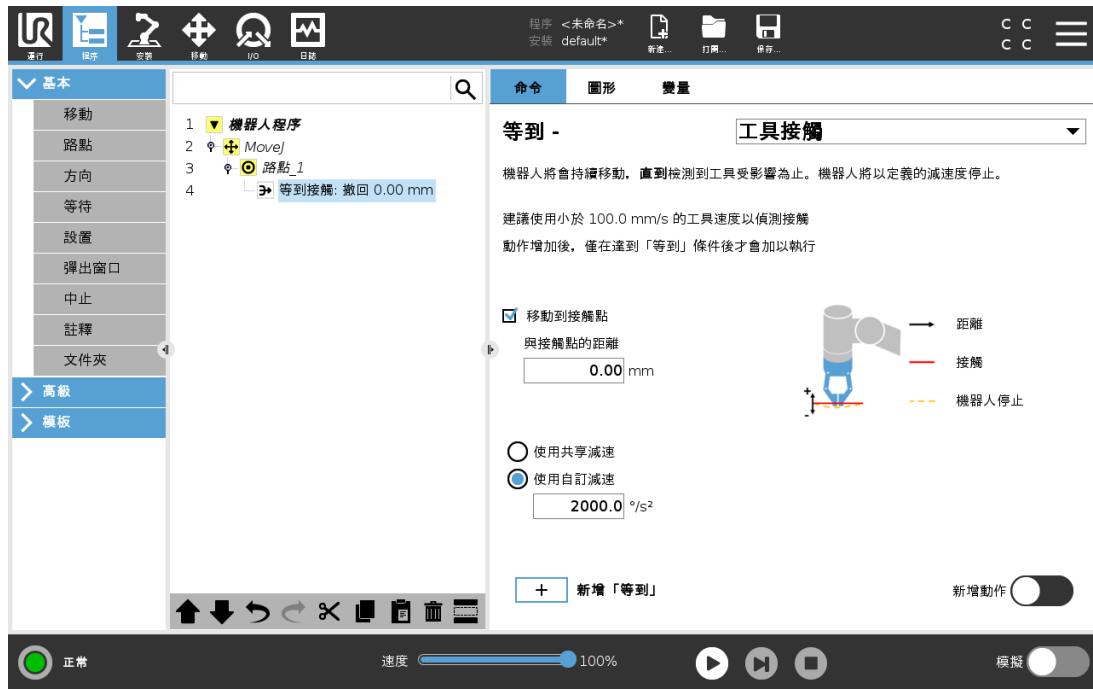 程序 <未命名>*
安裝 default*
運行 程序 安裝 移動 I/O 日誌 新建... 打開... 保存...
C C
C C
基本
移動
路點
方向
等待
設置
彈出窗口
中止
註釋
文件夾
高級
模板
1 機器人程序
2 MoveJ
3 路點_1
4 等到接觸: 撤回 0.00 mm
命令 圖形 變量
等到 - 工具接觸
機器人將會持續移動，直到檢測到工具受影響為止。機器人將以定義的減速度停止。
建議使用小於 100.0 mm/s 的工具速度以偵測接觸
動作增加後，僅在達到「等到」條件後才會加以執行
移動到接觸點
與接觸點的距離
0.00 mm
距離
接觸
機器人停止
+
-
使用共享減速
使用自訂減速
2000.0 °/s²
+ 新增「等到」 新增動作
正常 速度 100% 模擬